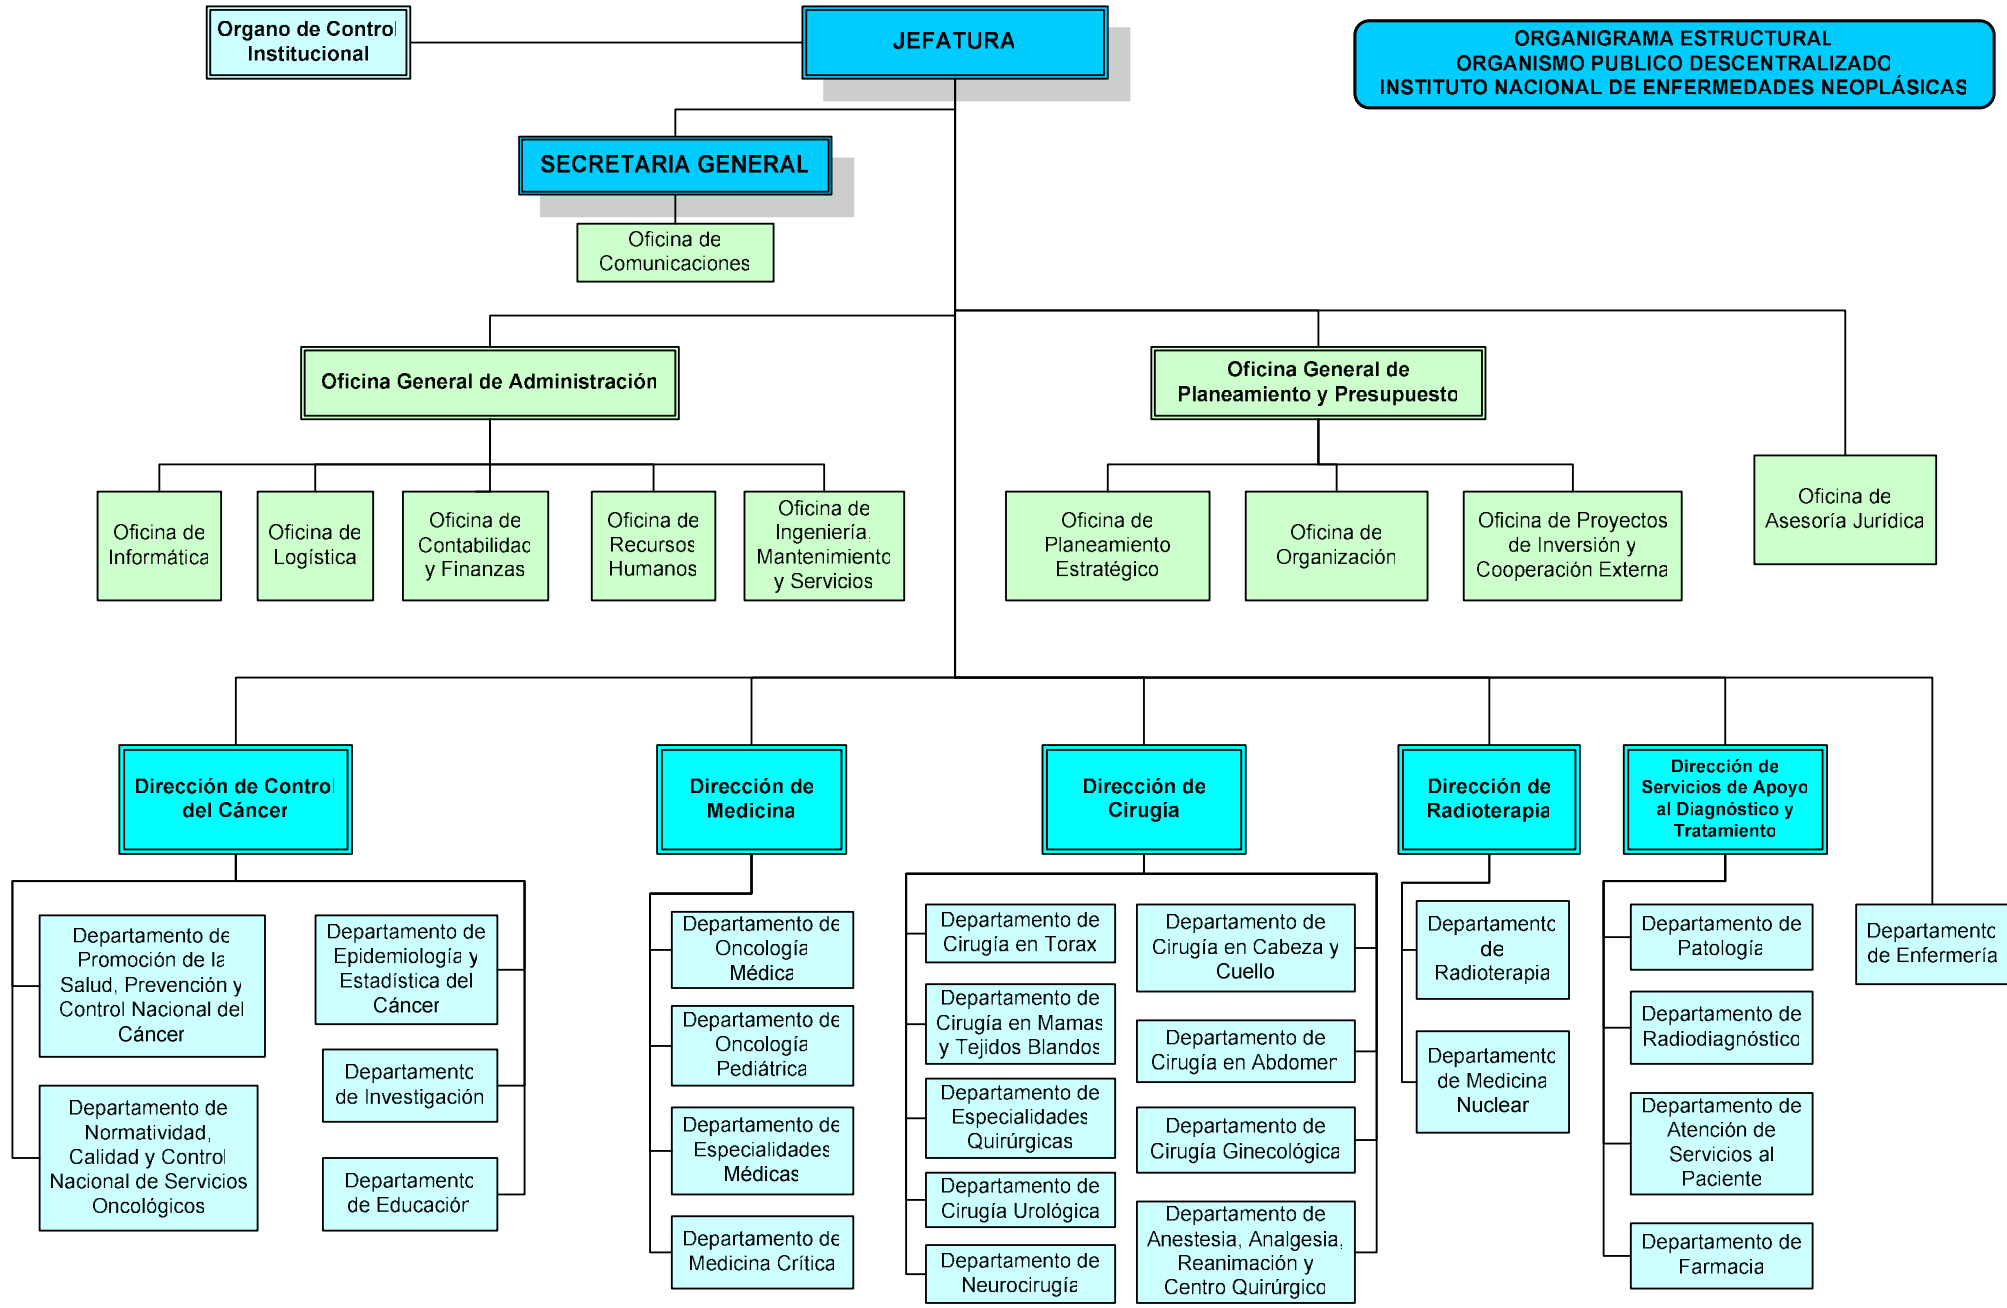 Organo de Control
Institucional
JEFATURA
ORGANIGRAMA ESTRUCTURAL
ORGANISMO PUBLICO DESCENTRALIZADO
INSTITUTO NACIONAL DE ENFERMEDADES NEOPLÁSICAS
SECRETARIA GENERAL
Oficina de
Comunicaciones
Oficina General de Administración
Oficina General de
Planeamiento y Presupuesto
Oficina de
Informática
Oficina de
Logística
Oficina de
Contabilidad
y Finanzas
Oficina de
Recursos
Humanos
Oficina de
Ingeniería,
Mantenimiento
y Servicios
Oficina de
Planeamiento
Estratégico
Oficina de
Organización
Oficina de Proyectos
de Inversión y
Cooperación Externa
Oficina de
Asesoría Jurídica
Dirección de Control
del Cáncer
Dirección de
Medicina
Dirección de
Cirugía
Dirección de
Radioterapia
Dirección de
Servicios de Apoyo
al Diagnóstico y
Tratamiento
Departamento de
Promoción de la
Salud, Prevención y
Control Nacional del
Cáncer
Departamento de
Normatividad,
Calidad y Control
Nacional de Servicios
Oncológicos
Departamento de
Epidemiología y
Estadística del
Cáncer
Departamento
de Investigación
Departamento
de Educación
Departamento de
Oncología
Médica
Departamento de
Oncología
Pediátrica
Departamento de
Especialidades
Médicas
Departamento de
Medicina Crítica
Departamento de
Cirugía en Torax
Departamento de
Cirugía en Mamas
y Tejidos Blandos
Departamento de
Especialidades
Quirúrgicas
Departamento de
Cirugía Urológica
Departamento de
Neurocirugía
Departamento de
Cirugía en Cabeza y
Cuello
Departamento de
Cirugía en Abdomen
Departamento de
Cirugía Ginecológica
Departamento de
Anestesia, Analgesia,
Reanimación y
Centro Quirúrgico
Departamento
de
Radioterapia
Departamento
de Medicina
Nuclear
Departamento de
Patología
Departamento de
Radiodiagnóstico
Departamento de
Atención de
Servicios al
Paciente
Departamento de
Farmacia
Departamento
de Enfermería